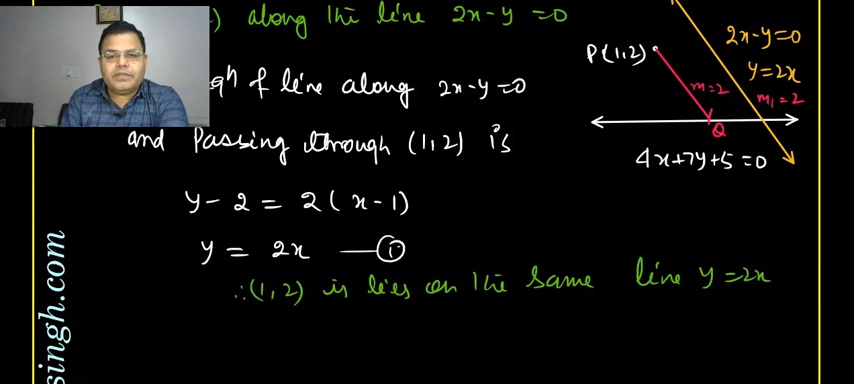 ) along the line 2x-y=0
eqⁿ of line along 2x-y=0
and Passing through (1,2) is
y-2 = 2(x-1)
y = 2x —①
∴(1,2) is lies on the same line y=2x
P(1,2)
2x-y=0
y=2x
m=2
m₁=2
Q
4x+7y+5=0
singh.com